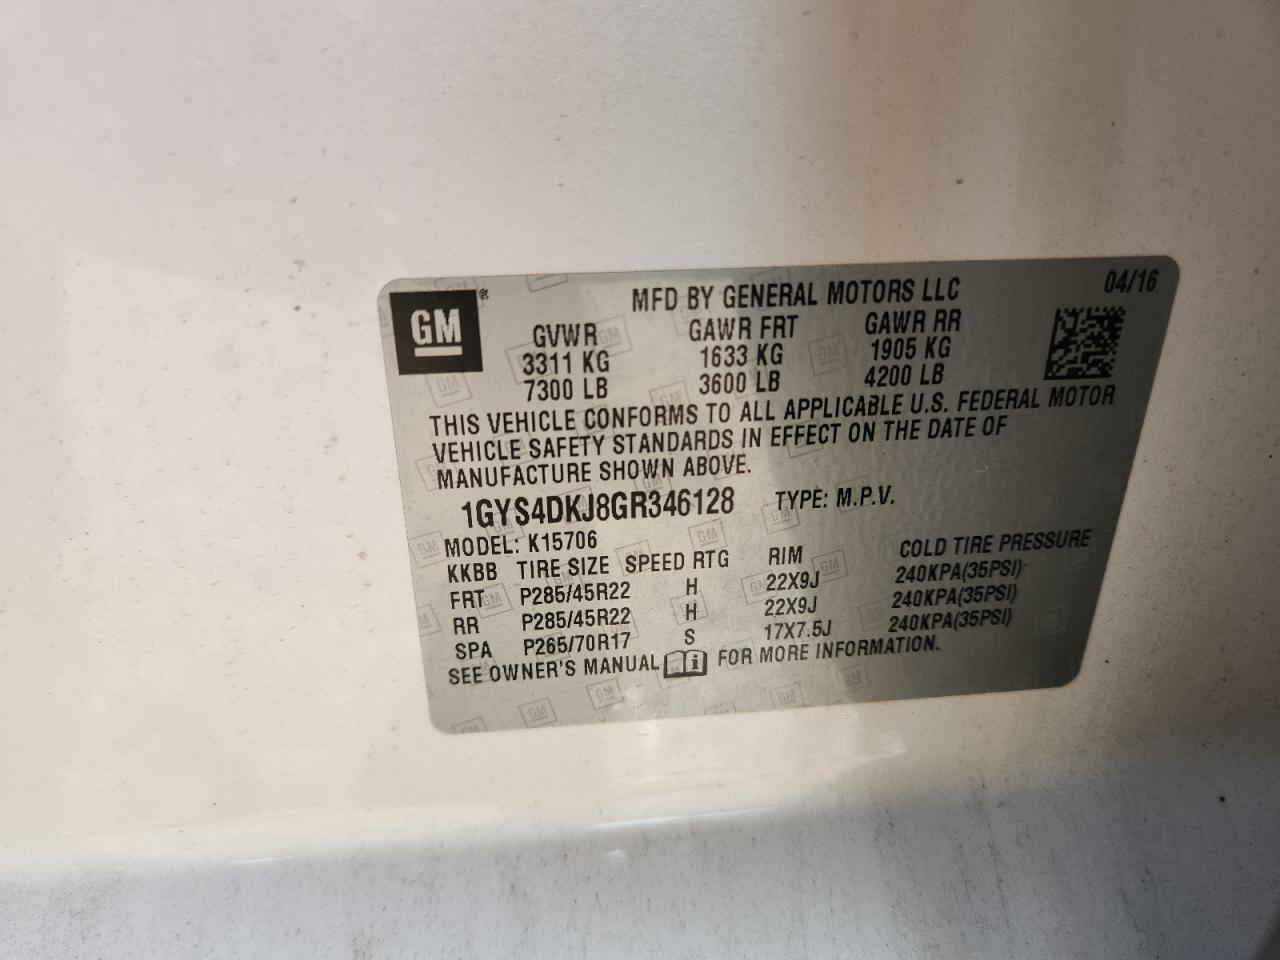 GM ® MFD BY GENERAL MOTORS LLC 04/16
GVWR GAWR FRT GAWR RR
3311 KG 1633 KG 1905 KG
7300 LB 3600 LB 4200 LB
THIS VEHICLE CONFORMS TO ALL APPLICABLE U.S. FEDERAL MOTOR
VEHICLE SAFETY STANDARDS IN EFFECT ON THE DATE OF
MANUFACTURE SHOWN ABOVE.
1GYS4DKJ8GR346128 TYPE: M.P.V.
MODEL: K15706
KKBB TIRE SIZE SPEED RTG RIM COLD TIRE PRESSURE
FRT P285/45R22 H 22X9J 240KPA(35PSI)
RR P285/45R22 H 22X9J 240KPA(35PSI)
SPA P265/70R17 S 17X7.5J 240KPA(35PSI)
SEE OWNER'S MANUAL FOR MORE INFORMATION.